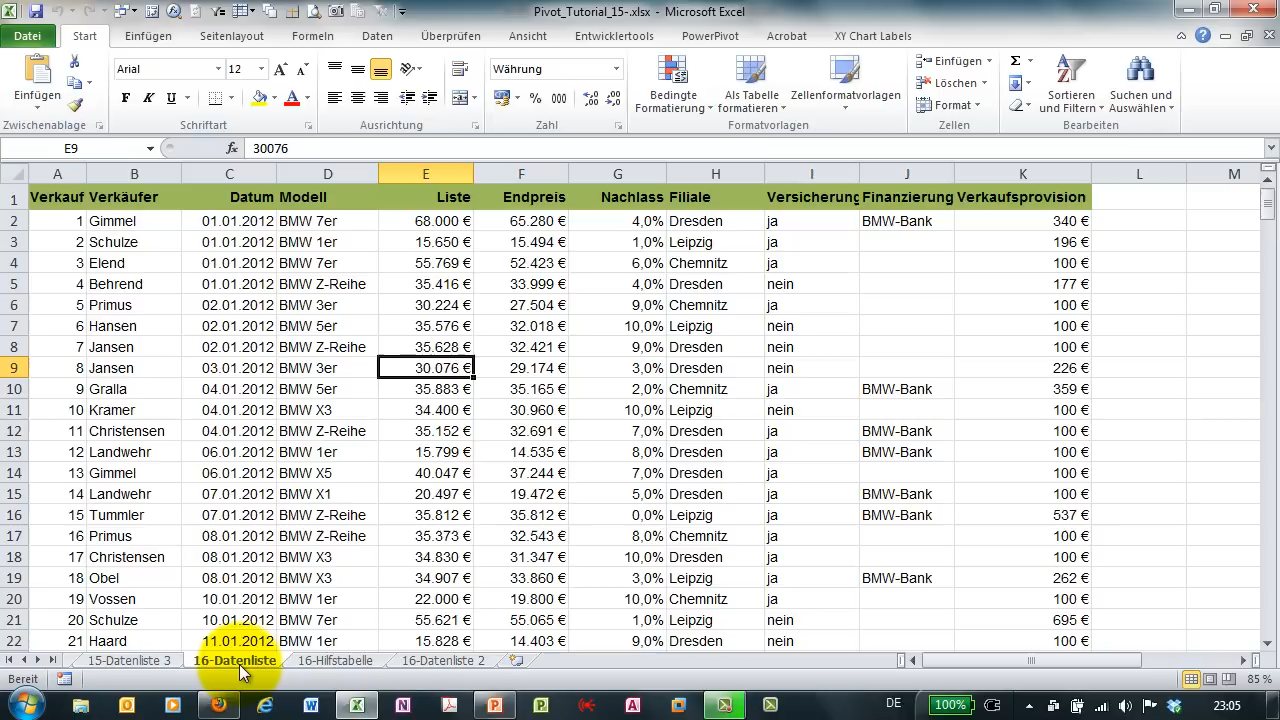 Pivot_Tutorial_15-.xlsx - Microsoft Excel
Datei Start Einfügen Seitenlayout Formeln Daten Überprüfen Ansicht Entwicklertools PowerPivot Acrobat XY Chart Labels
Einfügen
Zwischenablage
Arial 12
F K U
A A
Schriftart
Ausrichtung
Währung
% 000
Zahl
Bedingte Formatierung
Als Tabelle formatieren
Zellenformatvorlagen
Formatvorlagen
Einfügen
Löschen
Format
Zellen
Σ
Sortieren und Filtern
Suchen und Auswählen
Bearbeiten
E9 fx 30076
A B C D E F G H I J K L M
1 Verkauf Verkäufer Datum Modell Liste Endpreis Nachlass Filiale Versicherung Finanzierung Verkaufsprovision
2 1 Gimmel 01.01.2012 BMW 7er 68.000 € 65.280 € 4,0% Dresden ja BMW-Bank 340 €
3 2 Schulze 01.01.2012 BMW 1er 15.650 € 15.494 € 1,0% Leipzig ja 196 €
4 3 Elend 01.01.2012 BMW 7er 55.769 € 52.423 € 6,0% Chemnitz ja 100 €
5 4 Behrend 01.01.2012 BMW Z-Reihe 35.416 € 33.999 € 4,0% Dresden nein 177 €
6 5 Primus 02.01.2012 BMW 3er 30.224 € 27.504 € 9,0% Chemnitz ja 100 €
7 6 Hansen 02.01.2012 BMW 5er 35.576 € 32.018 € 10,0% Leipzig nein 100 €
8 7 Jansen 02.01.2012 BMW Z-Reihe 35.628 € 32.421 € 9,0% Dresden nein 100 €
9 8 Jansen 03.01.2012 BMW 3er 30.076 € 29.174 € 3,0% Dresden nein 226 €
10 9 Gralla 04.01.2012 BMW 5er 35.883 € 35.165 € 2,0% Chemnitz ja BMW-Bank 359 €
11 10 Kramer 04.01.2012 BMW X3 34.400 € 30.960 € 10,0% Leipzig nein 100 €
12 11 Christensen 04.01.2012 BMW Z-Reihe 35.152 € 32.691 € 7,0% Dresden ja BMW-Bank 100 €
13 12 Landwehr 06.01.2012 BMW 1er 15.799 € 14.535 € 8,0% Dresden ja BMW-Bank 100 €
14 13 Gimmel 06.01.2012 BMW X5 40.047 € 37.244 € 7,0% Dresden ja 100 €
15 14 Landwehr 07.01.2012 BMW X1 20.497 € 19.472 € 5,0% Dresden ja BMW-Bank 100 €
16 15 Tummler 07.01.2012 BMW Z-Reihe 35.812 € 35.812 € 0,0% Leipzig ja BMW-Bank 537 €
17 16 Primus 08.01.2012 BMW Z-Reihe 35.373 € 32.543 € 8,0% Chemnitz ja 100 €
18 17 Christensen 08.01.2012 BMW X3 34.830 € 31.347 € 10,0% Dresden ja 100 €
19 18 Obel 08.01.2012 BMW X3 34.907 € 33.860 € 3,0% Leipzig ja BMW-Bank 262 €
20 19 Vossen 10.01.2012 BMW 1er 22.000 € 19.800 € 10,0% Chemnitz ja 100 €
21 20 Schulze 10.01.2012 BMW 7er 55.621 € 55.065 € 1,0% Leipzig nein 695 €
22 21 Haard 11.01.2012 BMW 1er 15.828 € 14.403 € 9,0% Dresden nein 100 €
15-Datenliste 3 16-Datenliste 16-Hilfstabelle 16-Datenliste 2
Bereit 85 %
DE 100% 23:05